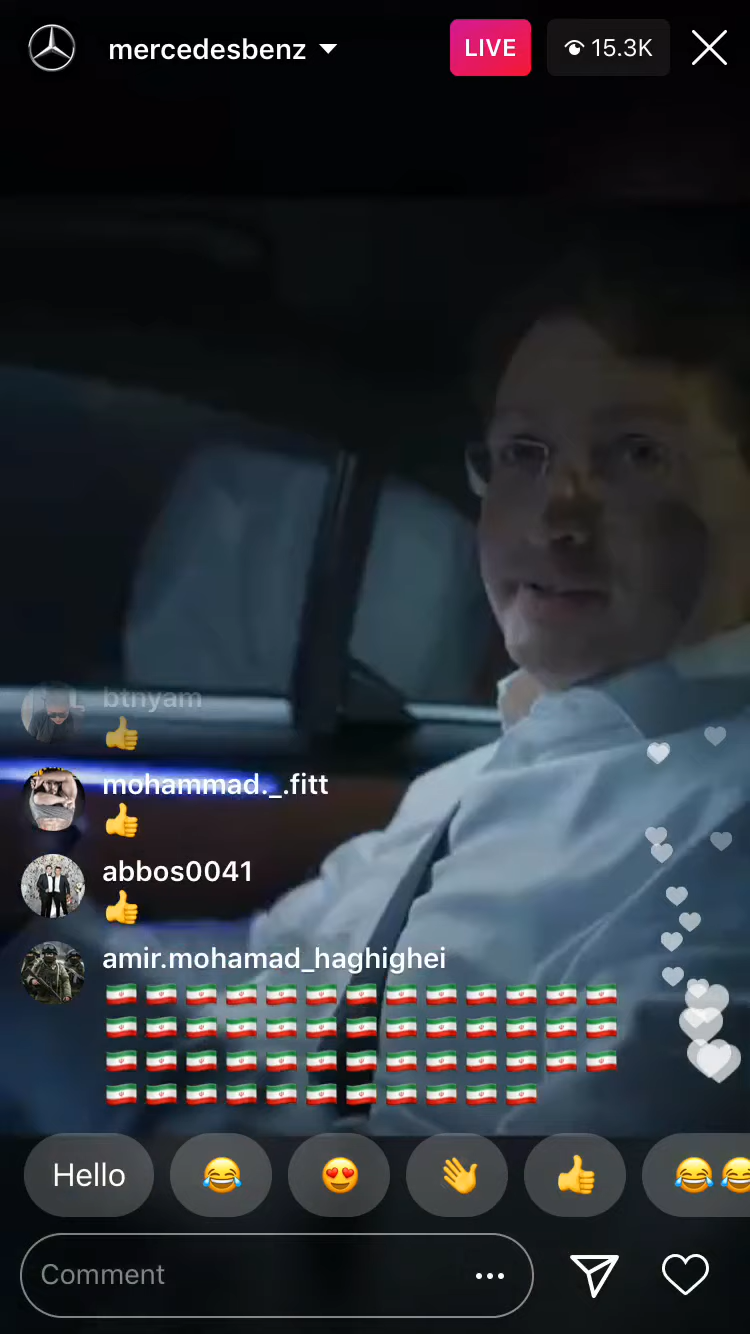 mercedesbenz
LIVE
15.3K
btnyam
👍
mohammad._.fitt
👍
abbos0041
👍
amir.mohamad_haghighei
🇮🇷🇮🇷🇮🇷🇮🇷🇮🇷🇮🇷🇮🇷🇮🇷🇮🇷🇮🇷🇮🇷🇮🇷🇮🇷
🇮🇷🇮🇷🇮🇷🇮🇷🇮🇷🇮🇷🇮🇷🇮🇷🇮🇷🇮🇷🇮🇷🇮🇷🇮🇷
🇮🇷🇮🇷🇮🇷🇮🇷🇮🇷🇮🇷🇮🇷🇮🇷🇮🇷🇮🇷🇮🇷🇮🇷🇮🇷
🇮🇷🇮🇷🇮🇷🇮🇷🇮🇷🇮🇷🇮🇷🇮🇷🇮🇷🇮🇷🇮🇷
Hello 😂 😍 👋 👍 😂😂
Comment